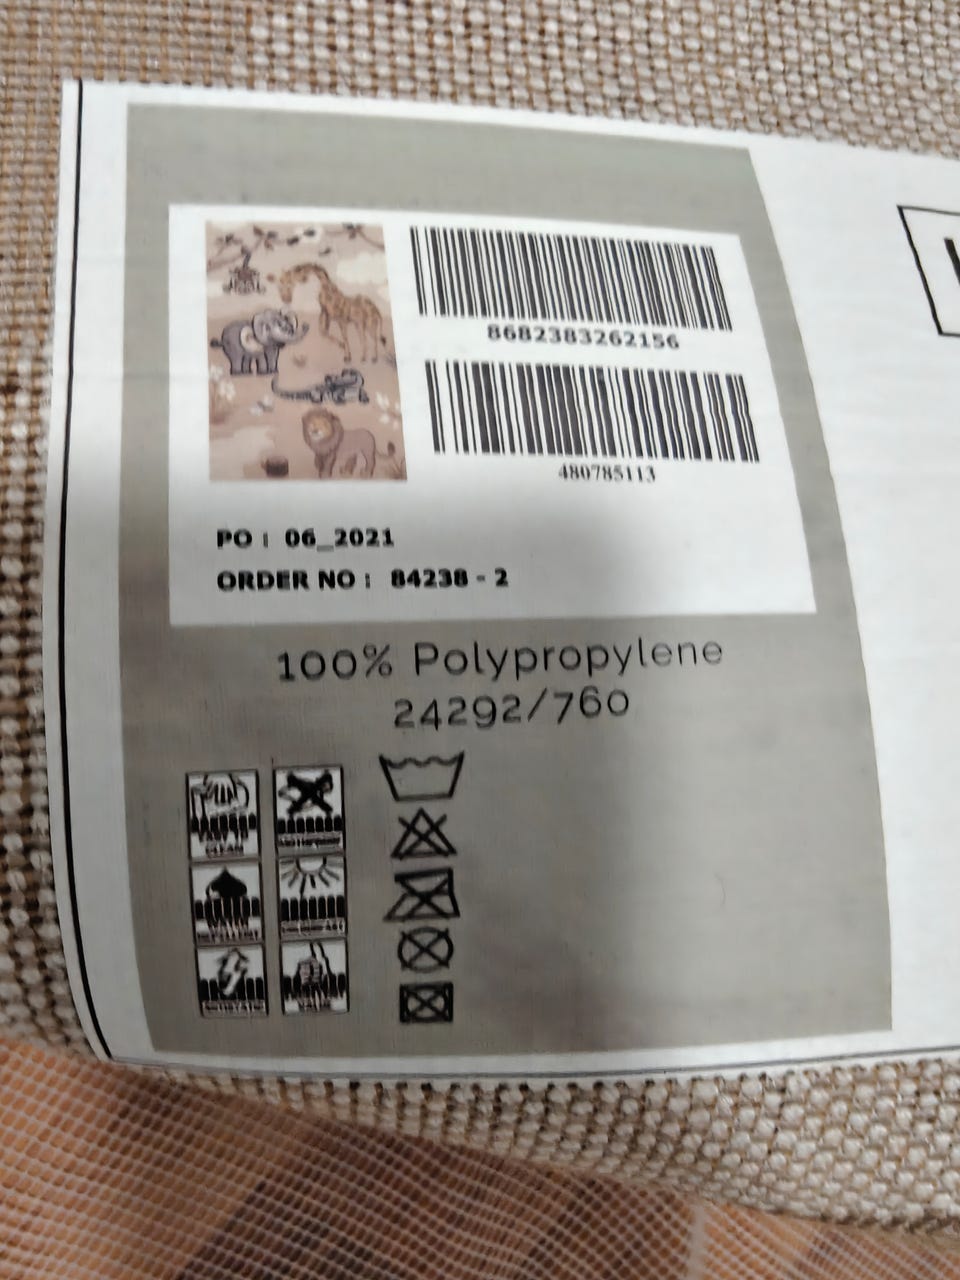 8682383262156
480785113
PO : 06_2021
ORDER NO : 84238 - 2
100% Polypropylene
24292/760